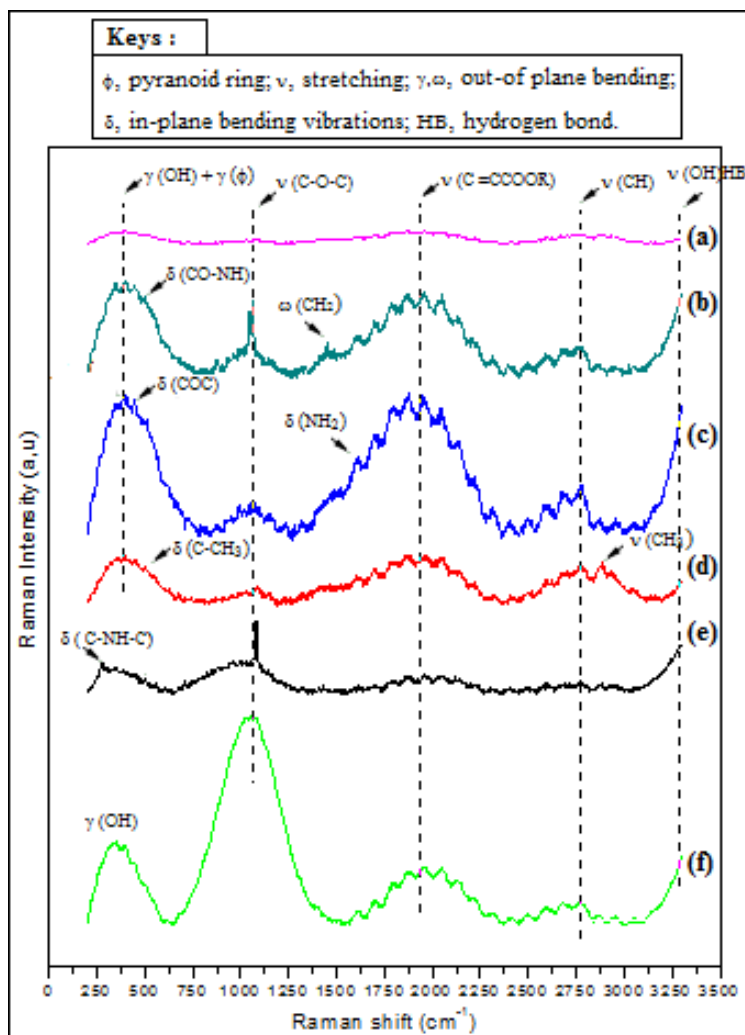 Keys :
ϕ, pyranoid ring; ν, stretching; γ,ω, out-of plane bending;
δ, in-plane bending vibrations; HB, hydrogen bond.
γ (OH) + γ (ϕ)
ν (C-O-C)
ν (C =CCOOR)
ν (CH)
ν (OH)HB
(a)
δ (CO-NH)
ω (CH2)
(b)
δ (COC)
δ (NH2)
(c)
δ (C-CH3)
ν (CH3)
(d)
δ ( C-NH-C)
(e)
γ (OH)
(f)
Raman Intensity (a,u)
0 250 500 750 1000 1250 1500 1750 2000 2250 2500 2750 3000 3250 3500
Raman shift (cm-1)